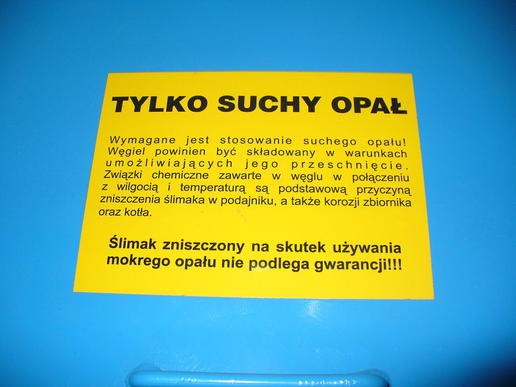 TYLKO SUCHY OPAŁ
Wymagane jest stosowanie suchego opału!
Węgiel powinien być składowany w warunkach
umożliwiających jego przeschnięcie.
Związki chemiczne zawarte w węglu w połączeniu
z wilgocią i temperaturą są podstawową przyczyną
zniszczenia ślimaka w podajniku, a także korozji zbiornika
oraz kotła.
Ślimak zniszczony na skutek używania
mokrego opału nie podlega gwarancji!!!